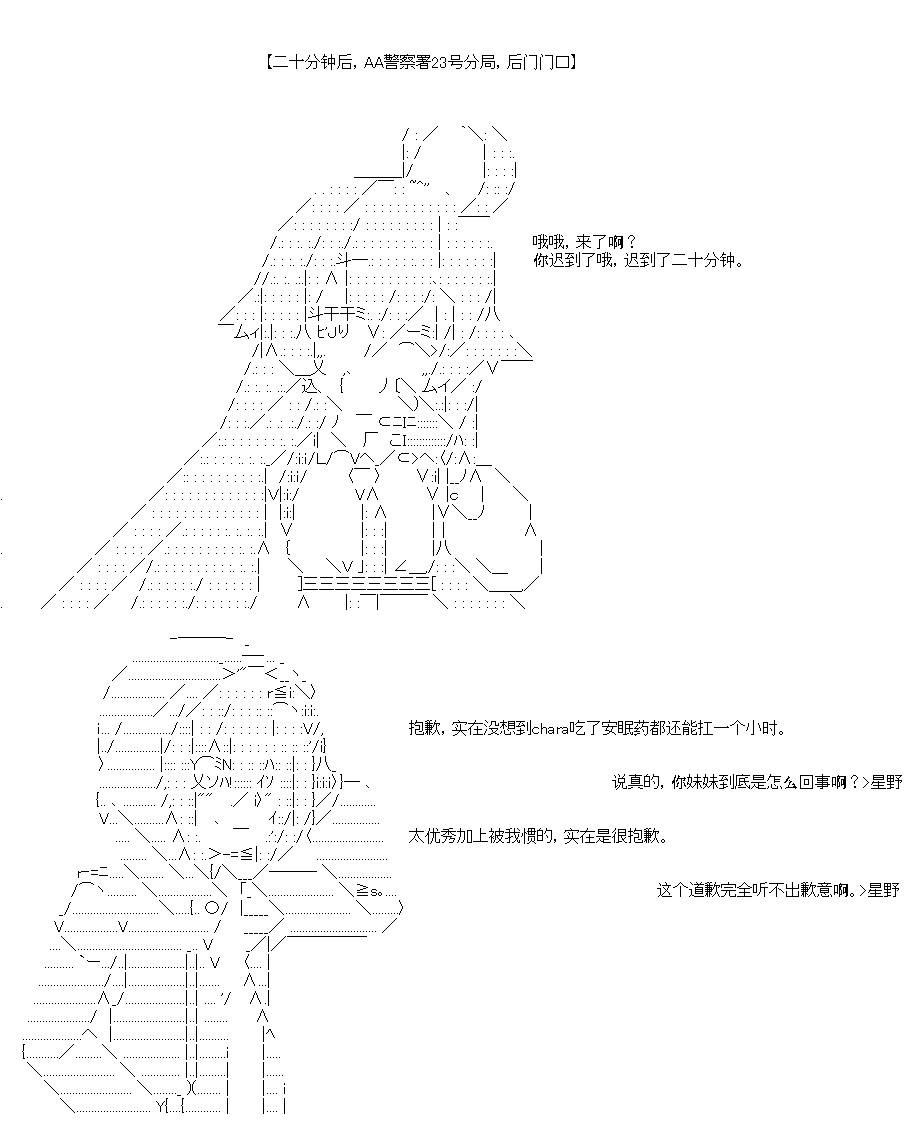 【二十分钟后，AA警察署23号分局，后门门口】
哦哦，来了啊？
你迟到了哦，迟到了二十分钟。
抱歉，实在没想到chara吃了安眠药都还能扛一个小时。
说真的，你妹妹到底是怎么回事啊？>星野
太优秀加上被我惯的，实在是很抱歉。
这个道歉完全听不出歉意啊。>星野